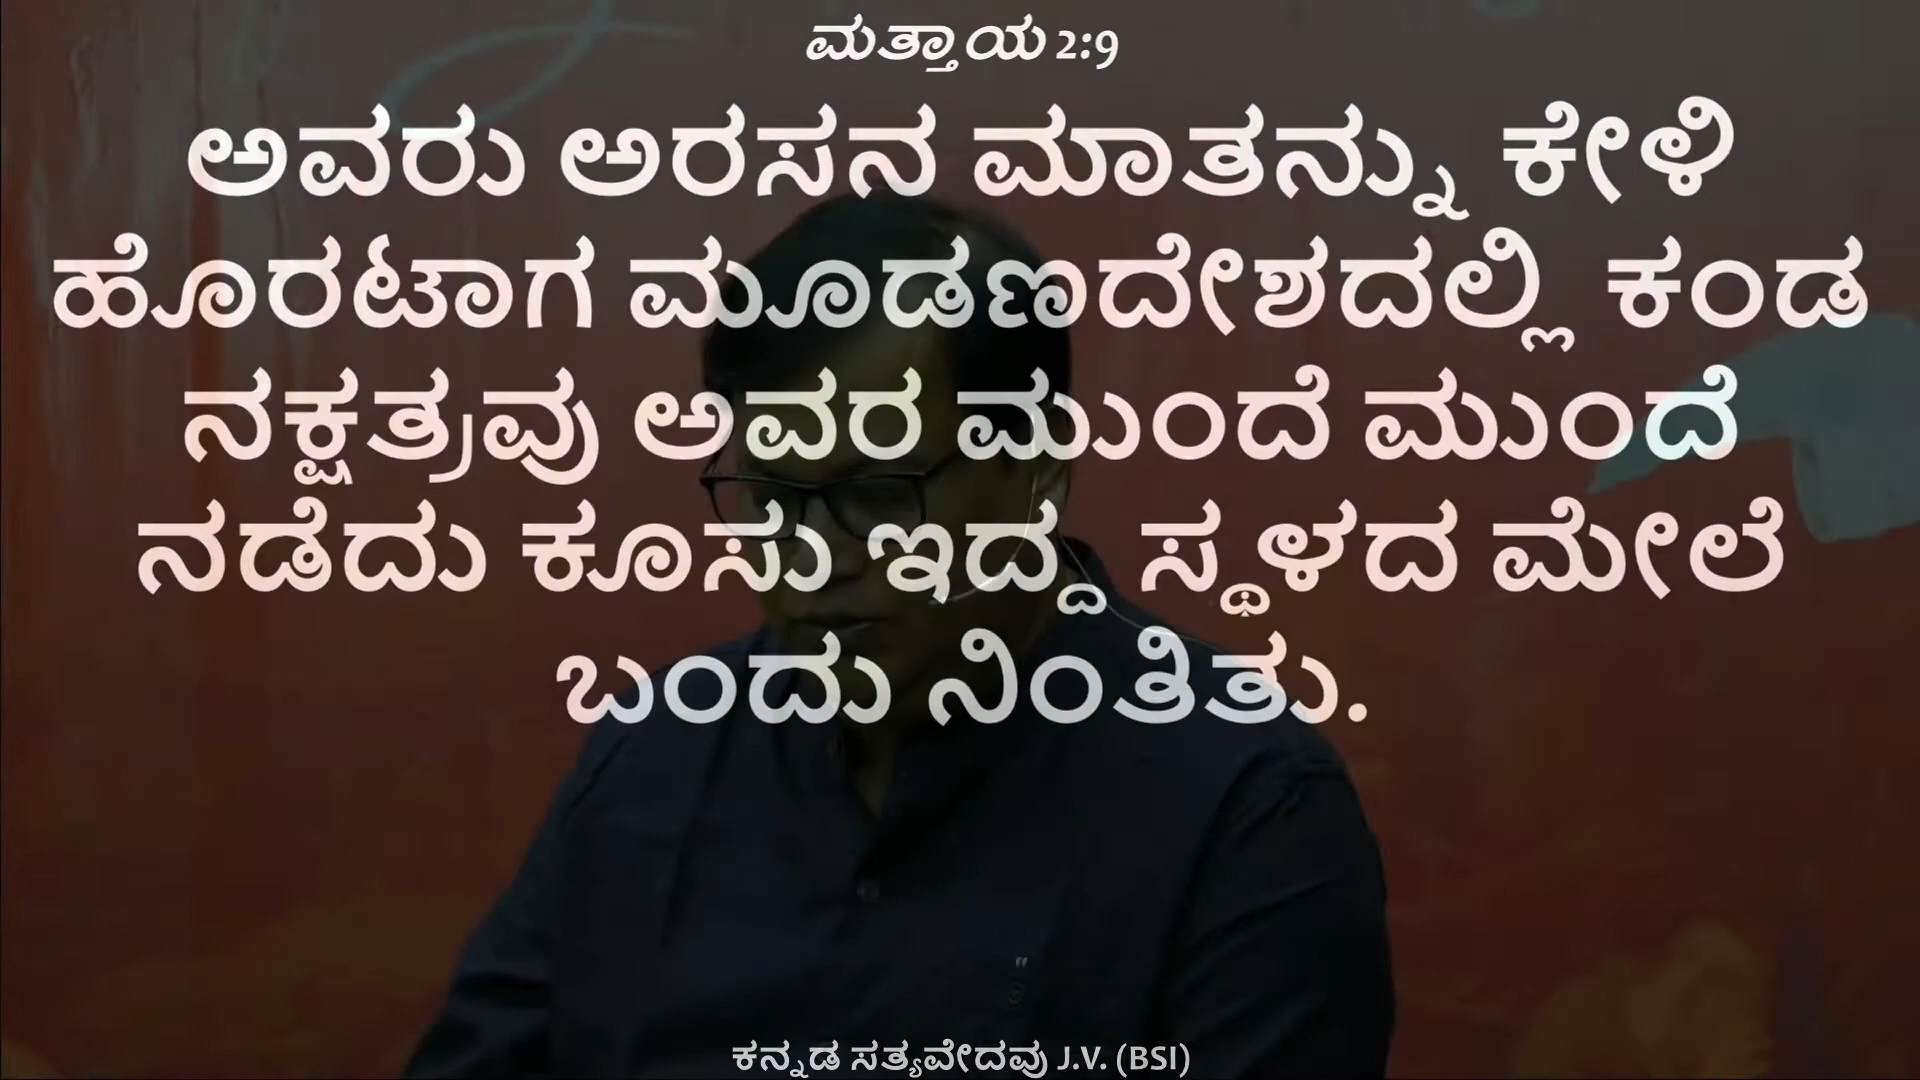 ಮತ್ತಾಯ 2:9
ಅವರು ಅರಸನ ಮಾತನ್ನು ಕೇಳಿ
ಹೊರಟಾಗ ಮೂಡಣದೇಶದಲ್ಲಿ ಕಂಡ
ನಕ್ಷತ್ರವು ಅವರ ಮುಂದೆ ಮುಂದೆ
ನಡೆದು ಕೂಸು ಇದ್ದ ಸ್ಥಳದ ಮೇಲೆ
ಬಂದು ನಿಂತಿತು.
ಕನ್ನಡ ಸತ್ಯವೇದವು J.V. (BSI)